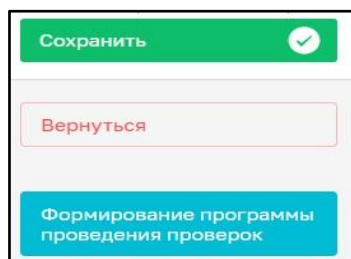 Сохранить
Вернуться
Формирование программы
проведения проверок